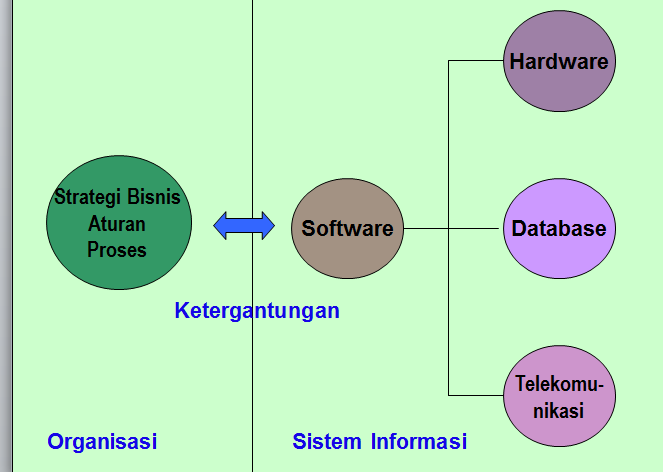 Hardware
Strategi Bisnis
Aturan
Proses
Software
Database
Ketergantungan
Telekomu-
nikasi
Organisasi
Sistem Informasi